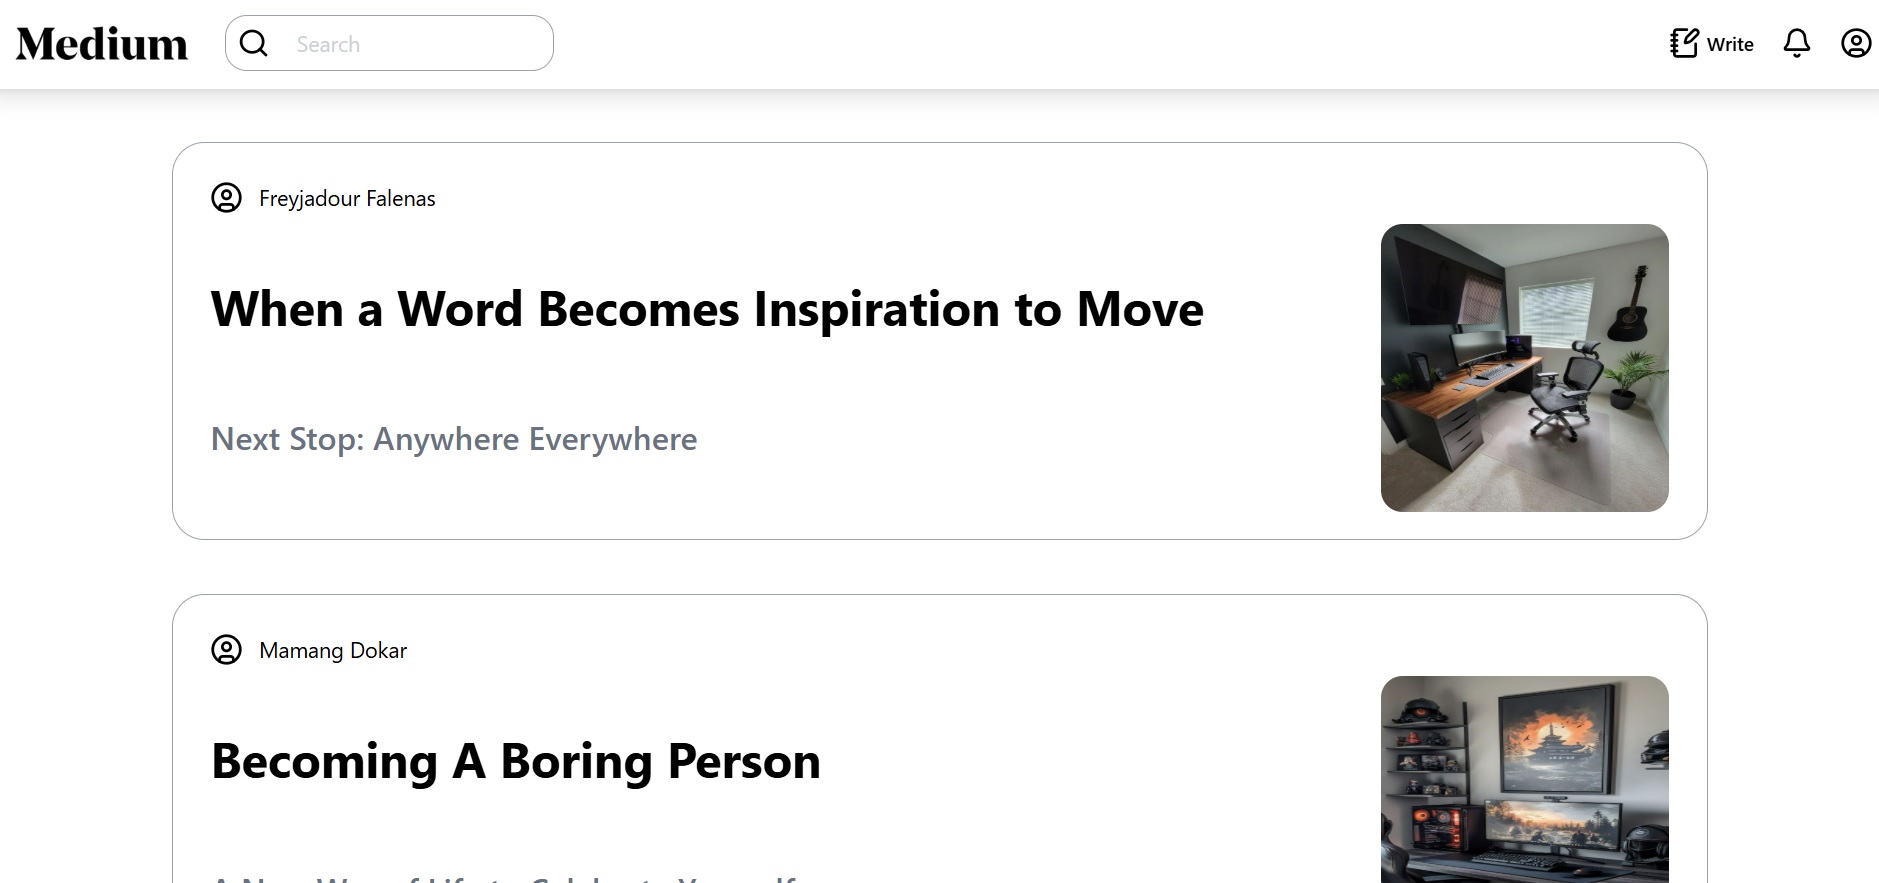 Medium
Search
Write
Freyjadour Falenas
When a Word Becomes Inspiration to Move
Next Stop: Anywhere Everywhere
Mamang Dokar
Becoming A Boring Person